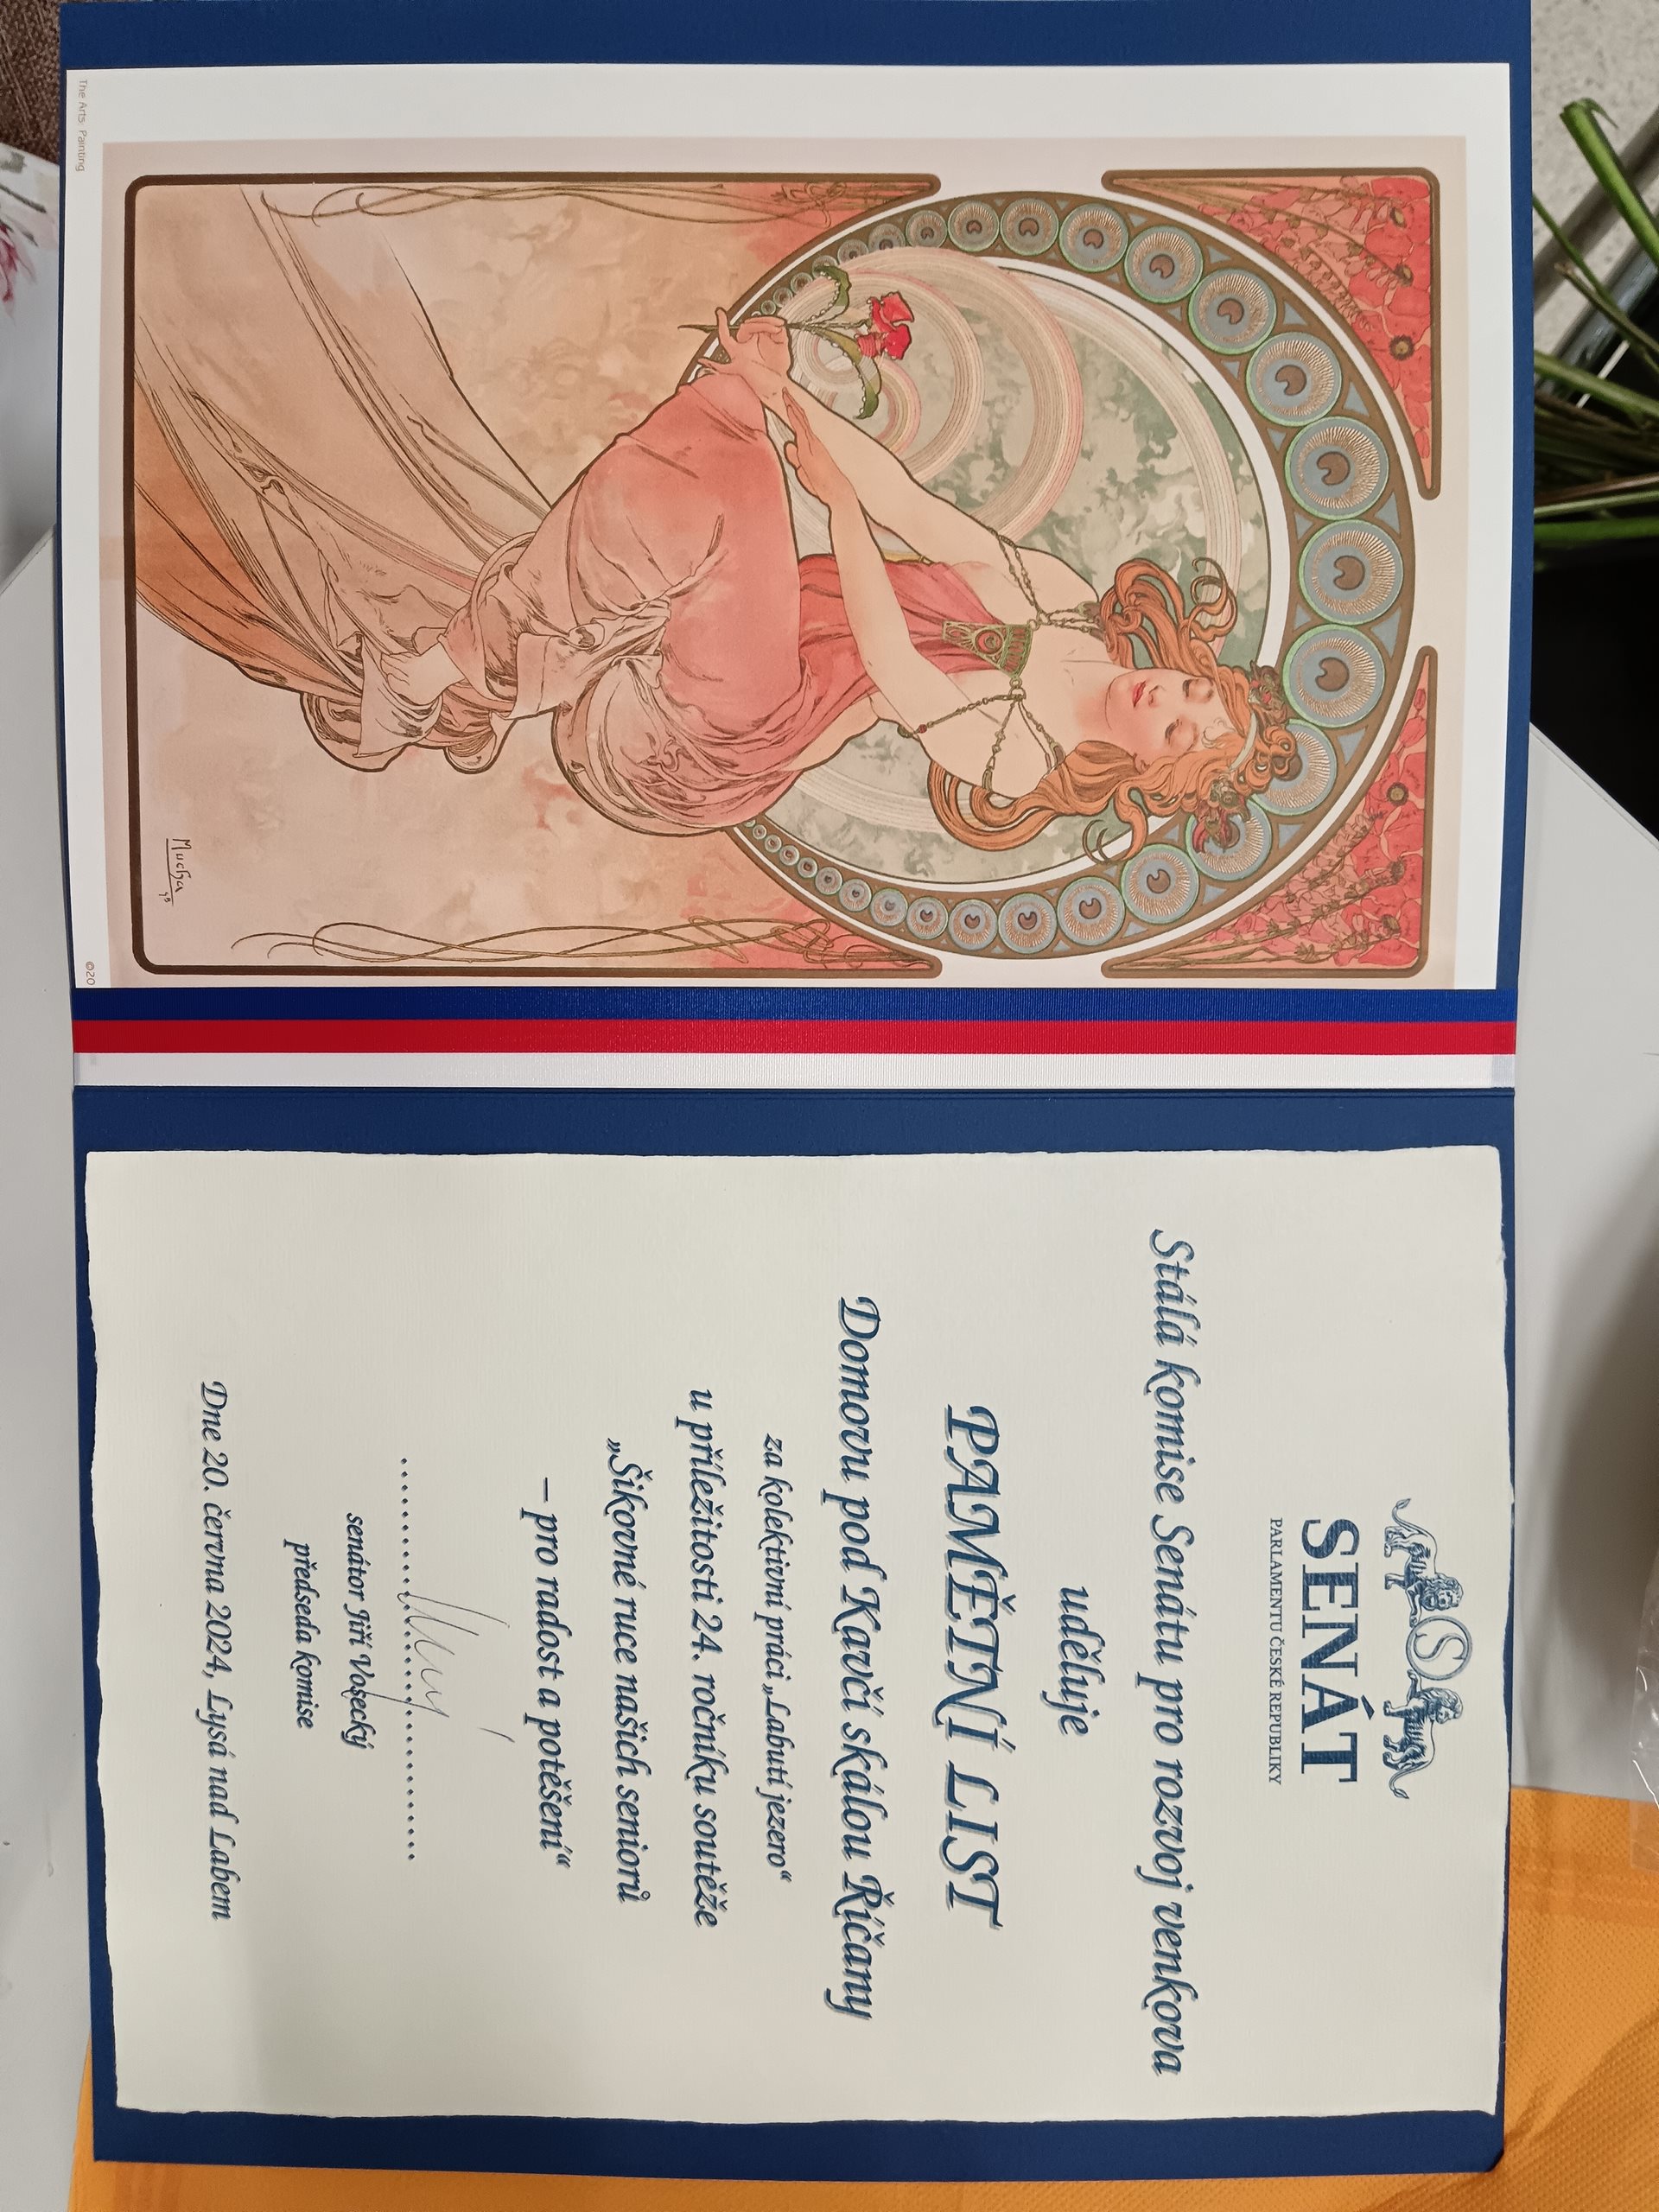 The Arts: Painting
Mucha
98
©20
SENÁT
PARLAMENTU ČESKÉ REPUBLIKY
Stálá komise Senátu pro rozvoj venkova
uděluje
PAMĚTNÍ LIST
Domovu pod Kavčí skálou Říčany
za kolektivní práci „Labutí jezero“
u příležitosti 24. ročníku soutěže
„Šikovné ruce našich seniorů
– pro radost a potěšení“
senátor Jiří Vosecký
předseda komise
Dne 20. června 2024, Lysá nad Labem